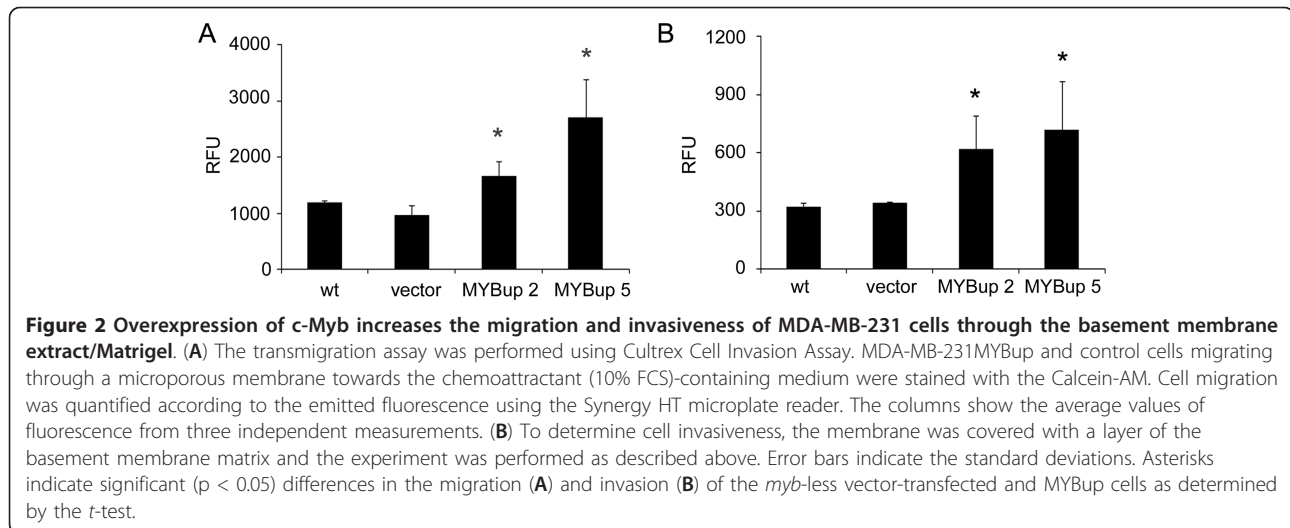 A
B
4000
3000
2000
1000
0
RFU
*
*
wt vector MYBup 2 MYBup 5
1200
900
600
300
0
RFU
*
*
wt vector MYBup 2 MYBup 5
Figure 2 Overexpression of c-Myb increases the migration and invasiveness of MDA-MB-231 cells through the basement membrane
extract/Matrigel. (A) The transmigration assay was performed using Cultrex Cell Invasion Assay. MDA-MB-231MYBup and control cells migrating
through a microporous membrane towards the chemoattractant (10% FCS)-containing medium were stained with the Calcein-AM. Cell migration
was quantified according to the emitted fluorescence using the Synergy HT microplate reader. The columns show the average values of
fluorescence from three independent measurements. (B) To determine cell invasiveness, the membrane was covered with a layer of the
basement membrane matrix and the experiment was performed as described above. Error bars indicate the standard deviations. Asterisks
indicate significant (p < 0.05) differences in the migration (A) and invasion (B) of the myb-less vector-transfected and MYBup cells as determined
by the t-test.